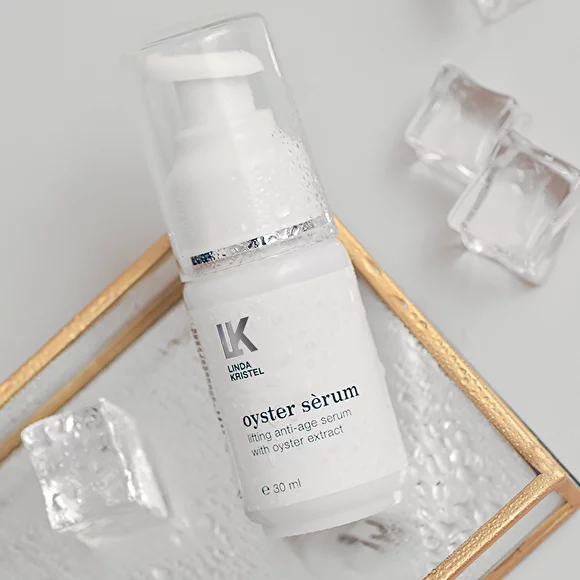 LK
LINDA
KRISTEL
oyster sèrum
lifting anti-age serum
with oyster extract
℮ 30 ml